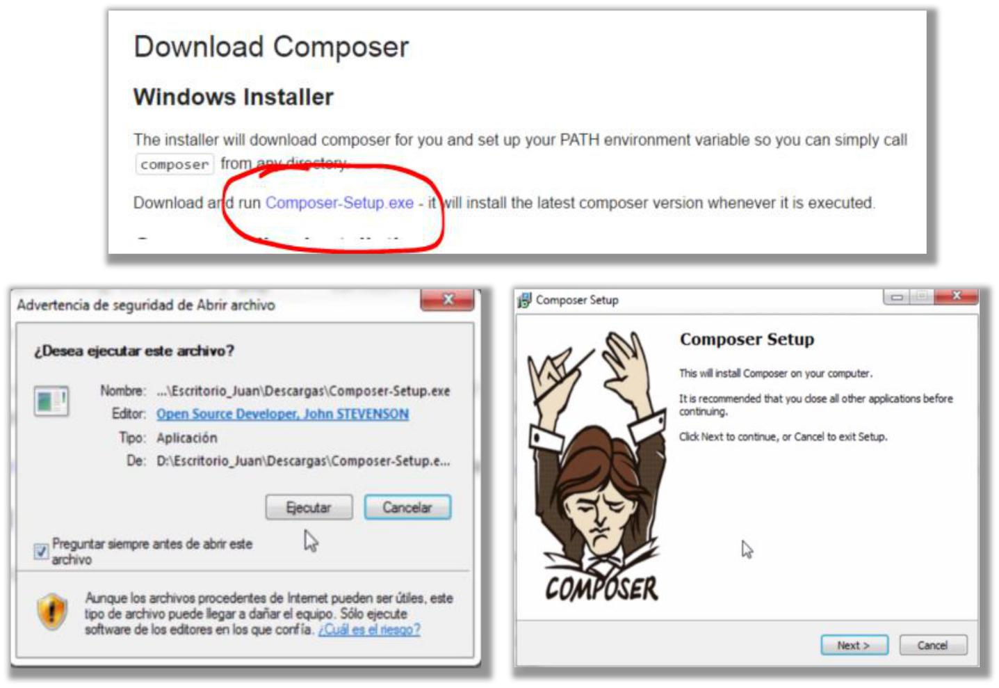 Download Composer
Windows Installer
The installer will download composer for you and set up your PATH environment variable so you can simply call
composer from any directory.
Download and run Composer-Setup.exe - it will install the latest composer version whenever it is executed.
Advertencia de seguridad de Abrir archivo
¿Desea ejecutar este archivo?
Nombre: ...\Escritorio_Juan\Descargas\Composer-Setup.exe
Editor: Open Source Developer, John STEVENSON
Tipo: Aplicación
De: D:\Escritorio_Juan\Descargas\Composer-Setup.e...
Ejecutar Cancelar
Preguntar siempre antes de abrir este
archivo
Aunque los archivos procedentes de Internet pueden ser útiles, este
tipo de archivo puede llegar a dañar el equipo. Sólo ejecute
software de los editores en los que confía. ¿Cuál es el riesgo?
Composer Setup
Composer Setup
This will install Composer on your computer.
It is recommended that you close all other applications before
continuing.
Click Next to continue, or Cancel to exit Setup.
COMPOSER
Next > Cancel